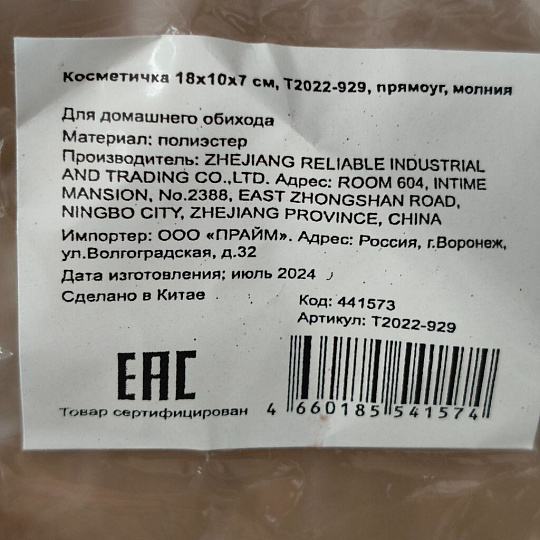 Косметичка 18х10х7 см, Т2022-929, прямоуг, молния
Для домашнего обихода
Материал: полиэстер
Производитель: ZHEJIANG RELIABLE INDUSTRIAL
AND TRADING CO.,LTD. Адрес: ROOM 604, INTIME
MANSION, No.2388, EAST ZHONGSHAN ROAD,
NINGBO CITY, ZHEJIANG PROVINCE, CHINA
Импортер: ООО «ПРАЙМ». Адрес: Россия, г.Воронеж,
ул.Волгоградская, д.32
Дата изготовления; июль 2024
Сделано в Китае
Код: 441573
Артикул: Т2022-929
ЕАС
Товар сертифицирован
4 660185 541574